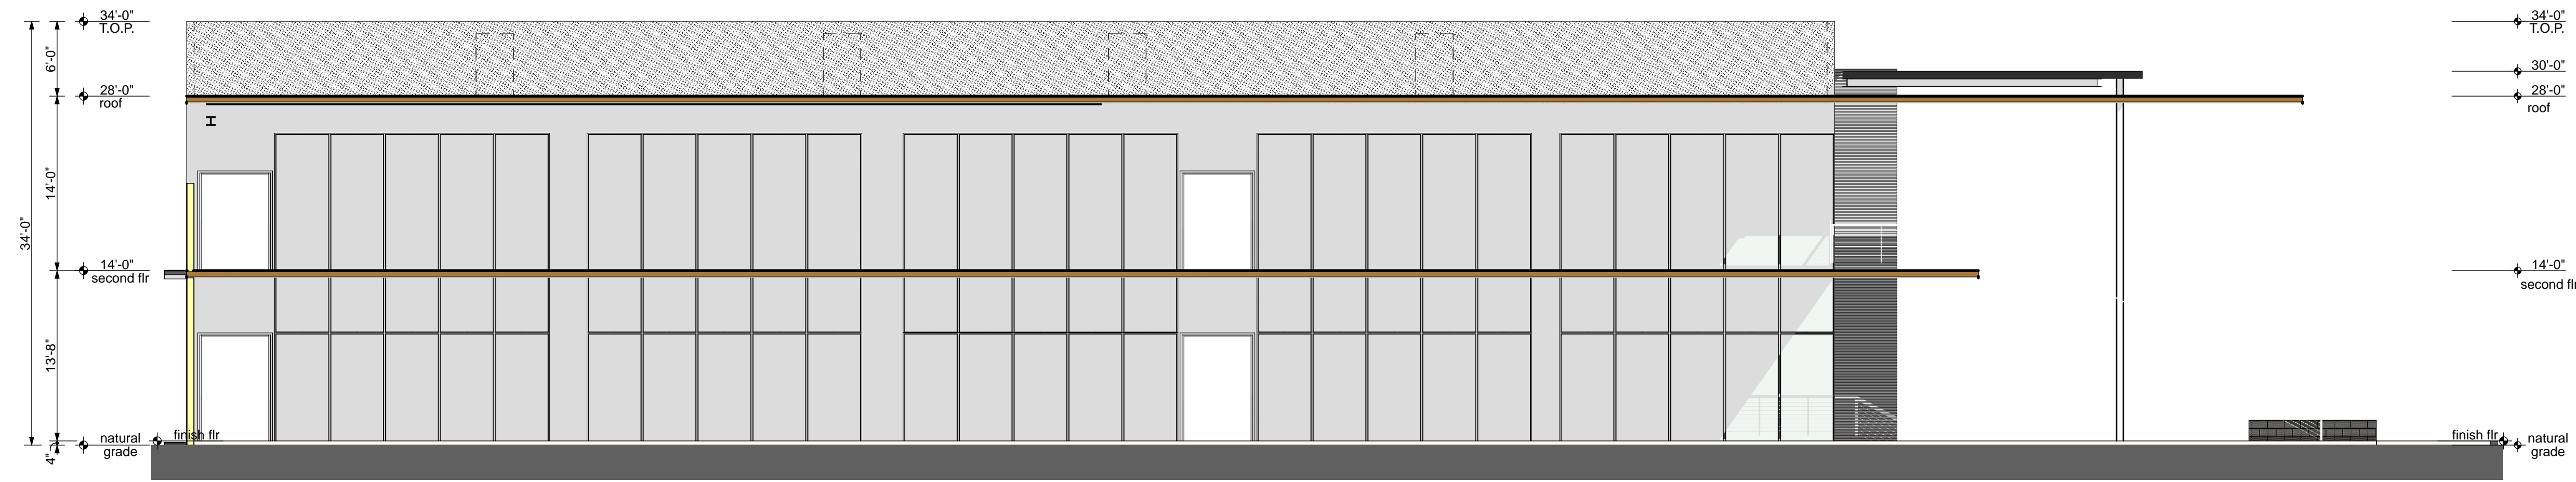 34'-0"
T.O.P.
6'-0"
28'-0"
roof
14'-0"
34'-0"
14'-0"
second flr
13'-8"
natural
grade
finish flr
4"
H
34'-0"
T.O.P.
30'-0"
28'-0"
roof
14'-0"
second flr
finish flr
natural
grade